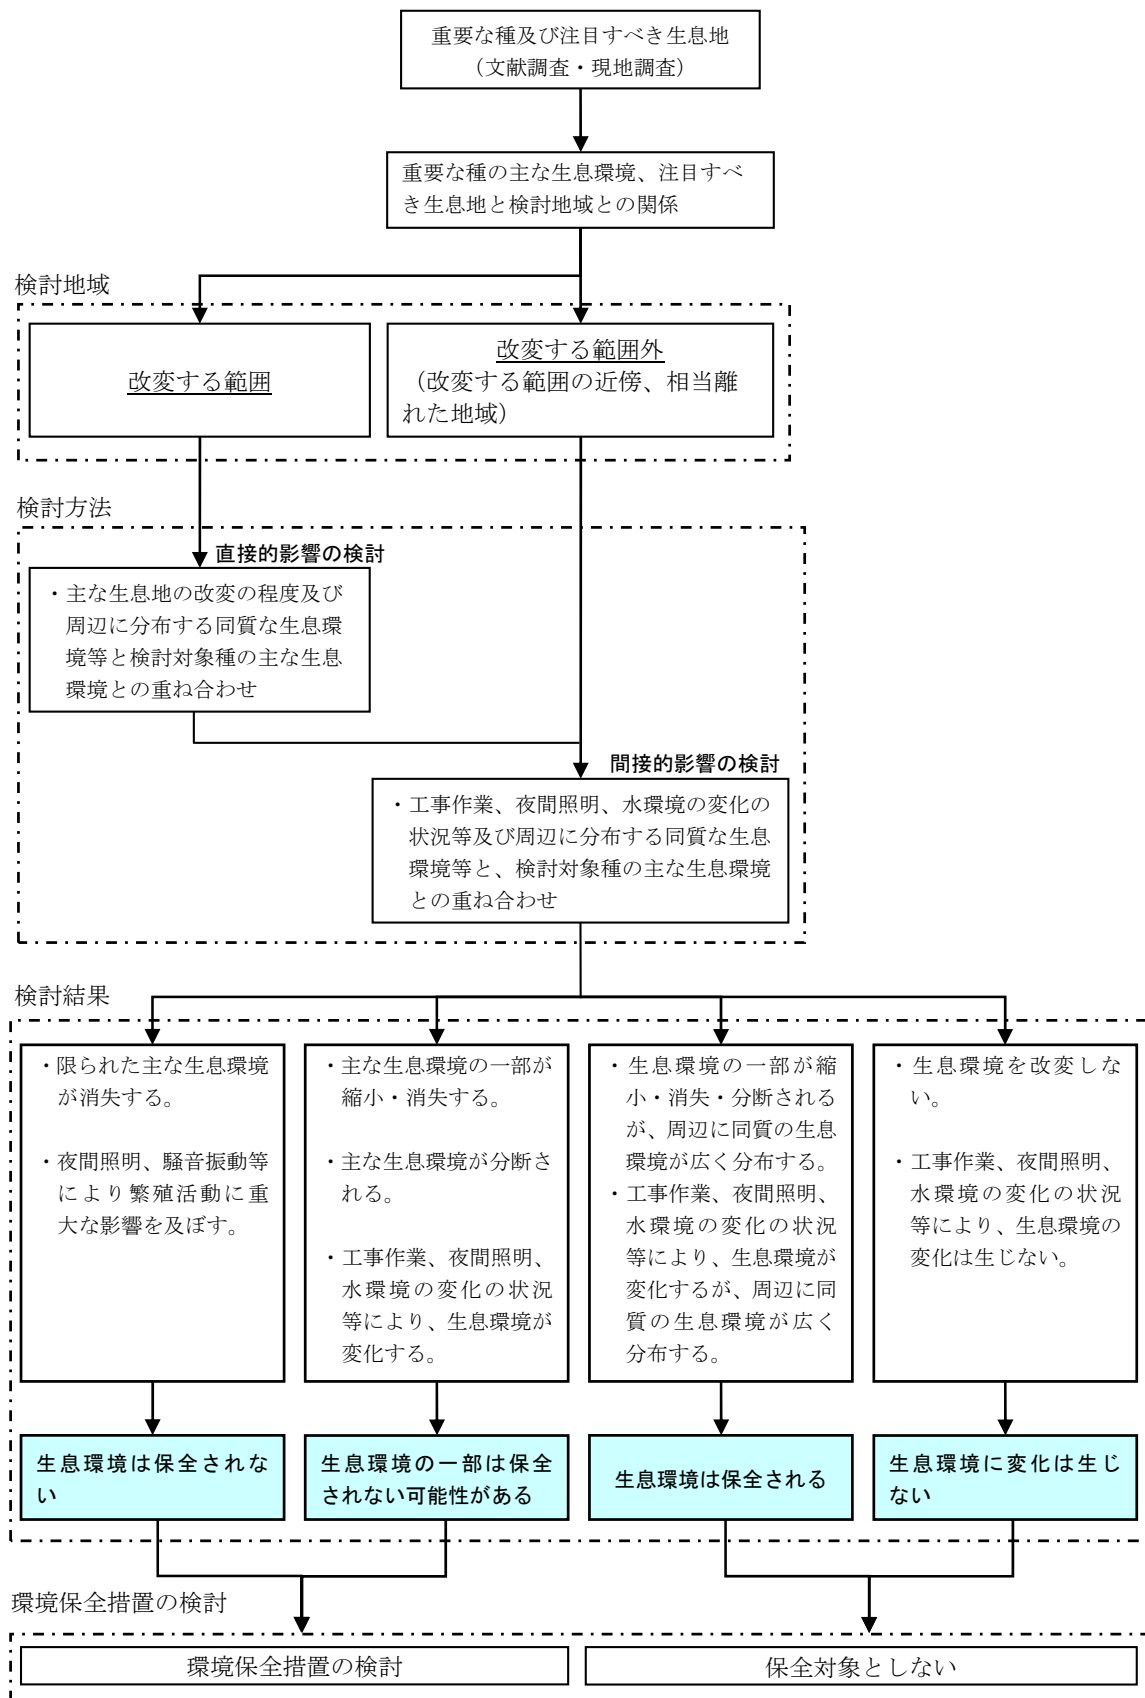 重要な種及び注目すべき生息地
（文献調査・現地調査）
重要な種の主な生息環境、注目すべ
き生息地と検討地域との関係
検討地域
改変する範囲
改変する範囲外
（改変する範囲の近傍、相当離
れた地域）
検討方法
直接的影響の検討
・主な生息地の改変の程度及び
周辺に分布する同質な生息環
境等と検討対象種の主な生息
環境との重ね合わせ
間接的影響の検討
・工事作業、夜間照明、水環境の変化の
状況等及び周辺に分布する同質な生息
環境等と、検討対象種の主な生息環境
との重ね合わせ
検討結果
・限られた主な生息環境
が消失する。
・夜間照明、騒音振動等
により繁殖活動に重
大な影響を及ぼす。
・主な生息環境の一部が
縮小・消失する。
・主な生息環境が分断さ
れる。
・工事作業、夜間照明、
水環境の変化の状況
等により、生息環境が
変化する。
・生息環境の一部が縮
小・消失・分断される
が、周辺に同質の生息
環境が広く分布する。
・工事作業、夜間照明、
水環境の変化の状況
等により、生息環境が
変化するが、周辺に同
質の生息環境が広く
分布する。
・生息環境を改変しな
い。
・工事作業、夜間照明、
水環境の変化の状況
等により、生息環境の
変化は生じない。
生息環境は保全されな
い
生息環境の一部は保全
されない可能性がある
生息環境は保全される
生息環境に変化は生じ
ない
環境保全措置の検討
環境保全措置の検討
保全対象としない